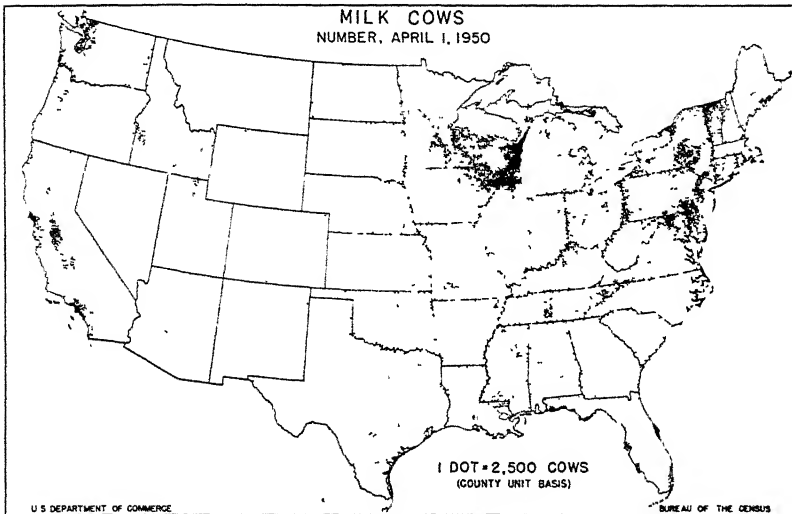 MILK COWS
NUMBER, APRIL 1, 1950
1 DOT = 2,500 COWS
(COUNTY UNIT BASIS)
U S DEPARTMENT OF COMMERCE
BUREAU OF THE CENSUS